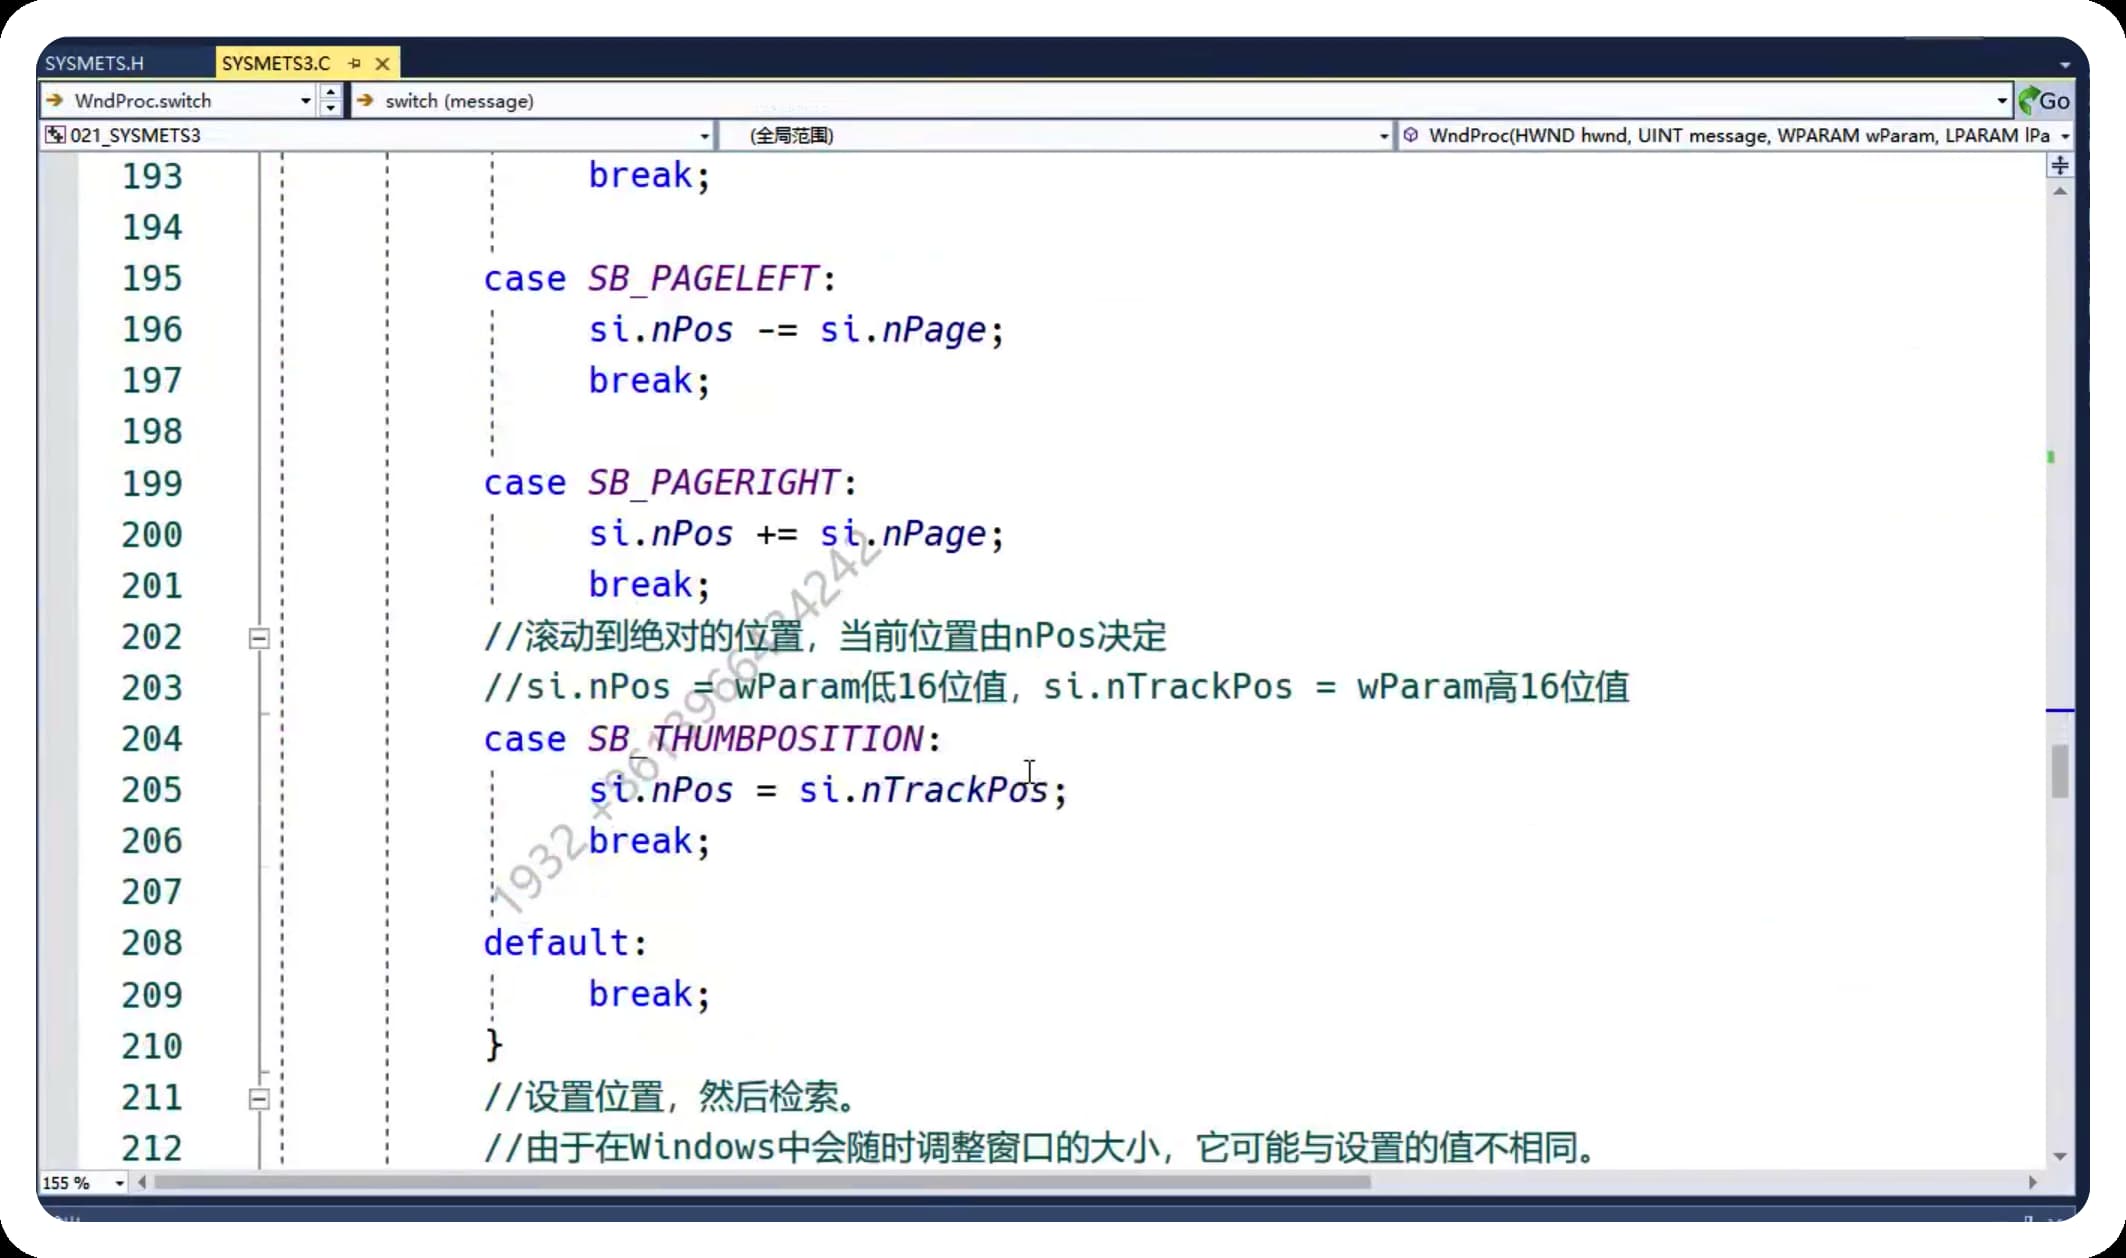 SYSMETS.H SYSMETS3.C
WndProc.switch switch (message) Go
021_SYSMETS3 (全局范围) WndProc(HWND hwnd, UINT message, WPARAM wParam, LPARAM lPa
193 break;
194
195 case SB_PAGELEFT:
196 si.nPos -= si.nPage;
197 break;
198
199 case SB_PAGERIGHT:
200 si.nPos += si.nPage;
201 break;
202 //滚动到绝对的位置，当前位置由nPos决定
203 //si.nPos = wParam低16位值，si.nTrackPos = wParam高16位值
204 case SB_THUMBPOSITION:
205 si.nPos = si.nTrackPos;
206 break;
207
208 default:
209 break;
210 }
211 //设置位置，然后检索。
212 //由于在Windows中会随时调整窗口的大小，它可能与设置的值不相同。
155 %